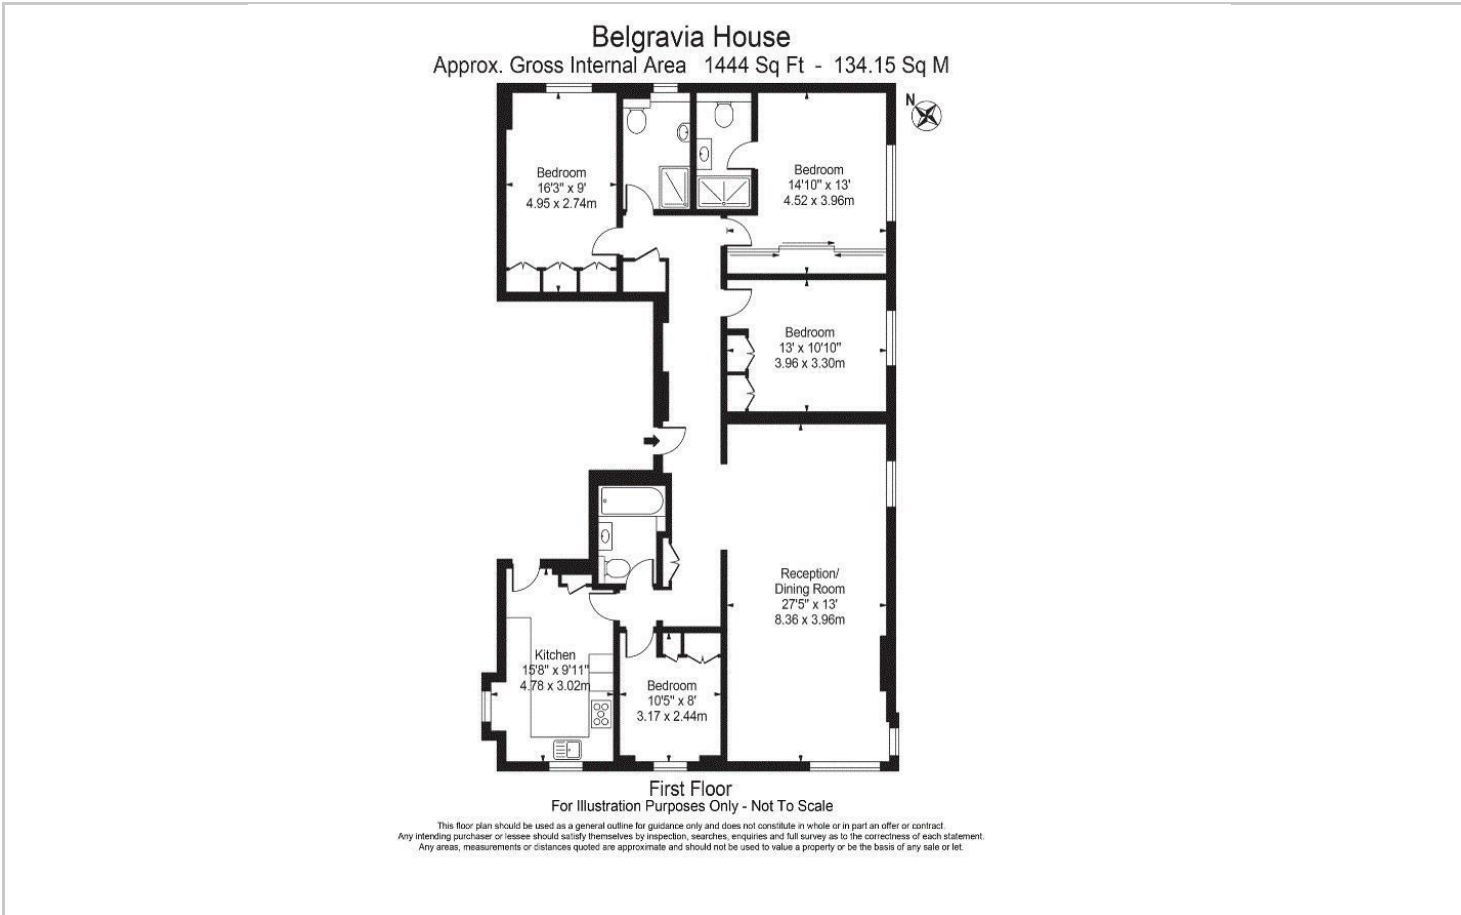 Belgravia House
Approx. Gross Internal Area 1444 Sq Ft - 134.15 Sq M
N
Bedroom
16'3" x 9'
4.95 x 2.74m
Bedroom
14'10" x 13'
4.52 x 3.96m
Bedroom
13' x 10'10"
3.96 x 3.30m
Reception/
Dining Room
27'5" x 13'
8.36 x 3.96m
Kitchen
15'8" x 9'11"
4.78 x 3.02m
Bedroom
10'5" x 8'
3.17 x 2.44m
First Floor
For Illustration Purposes Only - Not To Scale
This floor plan should be used as a general outline for guidance only and does not constitute in whole or in part an offer or contract.
Any intending purchaser or lessee should satisfy themselves by inspection, searches, enquiries and full survey as to the correctness of each statement.
Any areas, measurements or distances quoted are approximate and should not be used to value a property or be the basis of any sale or let.